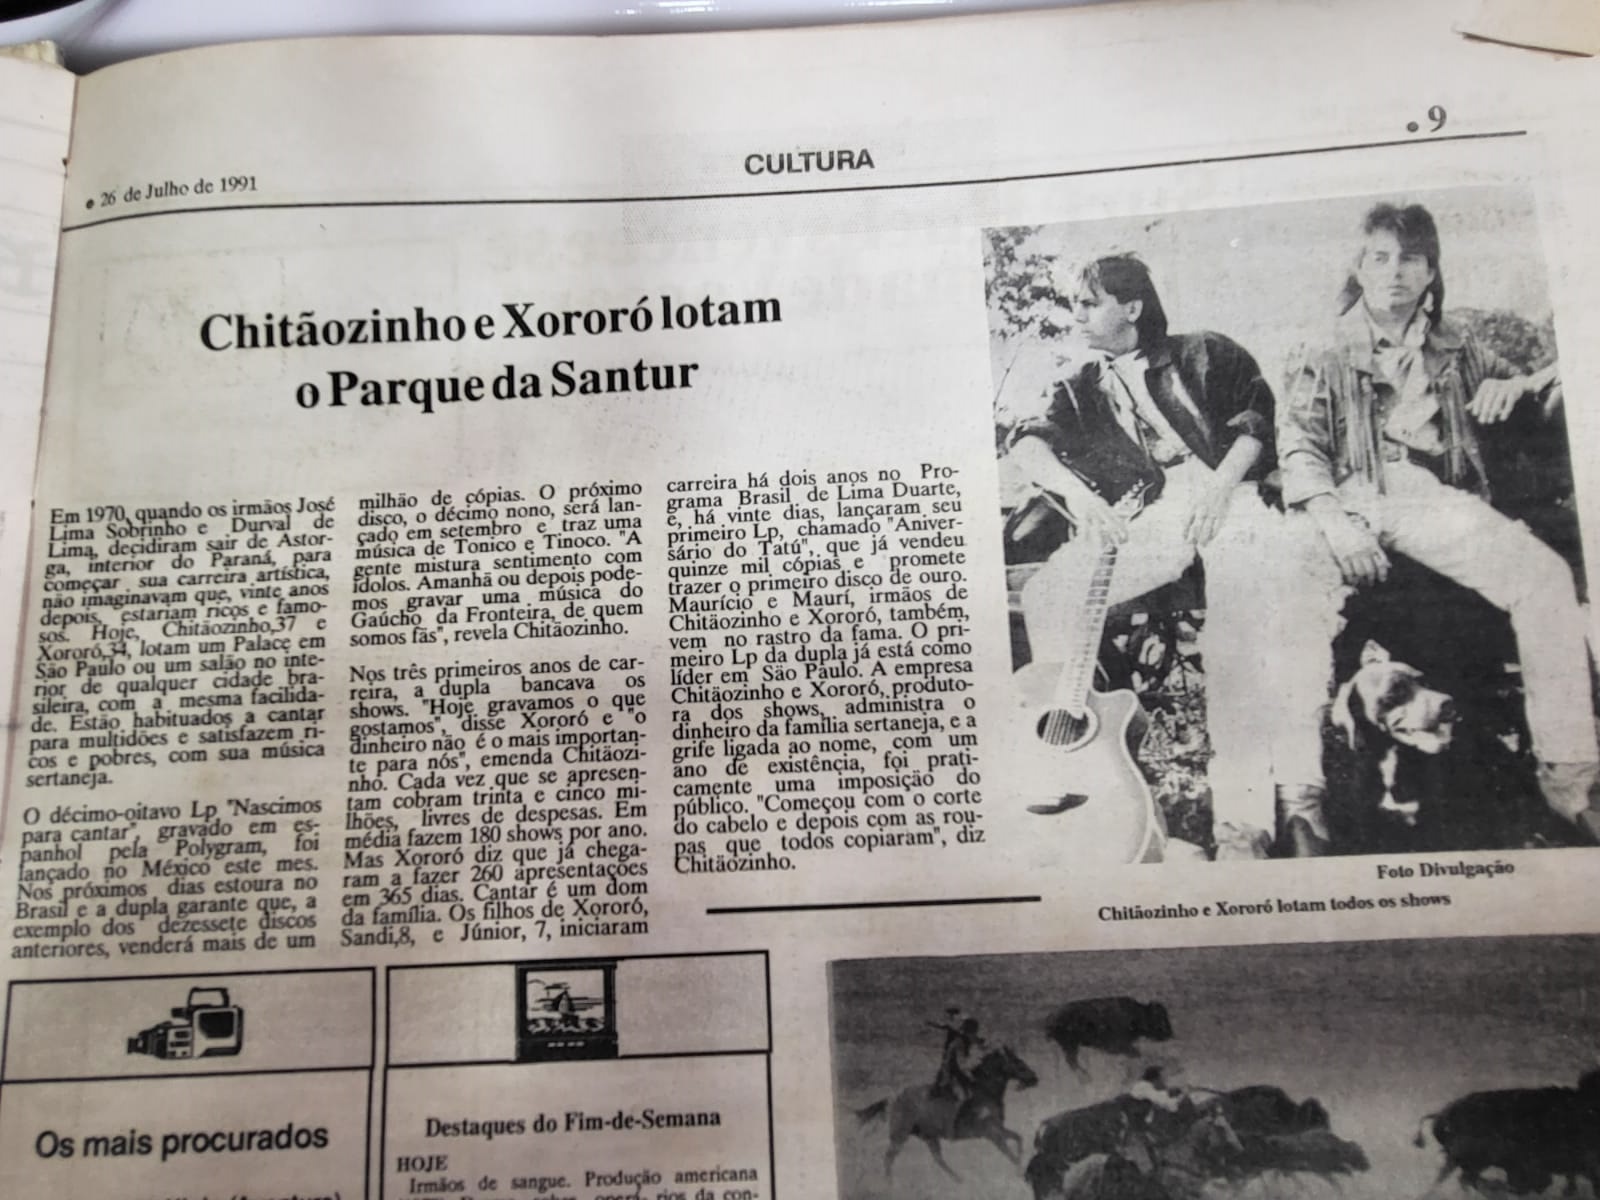 • 26 de Julho de 1991
CULTURA
• 9
Chitãozinho e Xororó lotam
o Parque da Santur
Em 1970, quando os irmãos José
Lima Sobrinho e Durval de
Lima, decidiram sair de Astor-
ga, interior do Paraná, para
começar sua carreira artística,
não imaginavam que, vinte anos
depois, estariam ricos e famo-
sos. Hoje, Chitãozinho,37 e
Xororó,34, lotam um Palace em
São Paulo ou um salão no inte-
rior de qualquer cidade bra-
sileira, com a mesma facilida-
de. Estão habituados a cantar
para multidões e satisfazem ri-
cos e pobres, com sua música
sertaneja.
O décimo-oitavo Lp "Nascimos
para cantar", gravado em es-
panhol pela Polygram, foi
lançado no México este mes.
Nos próximos dias estoura no
Brasil e a dupla garante que, a
exemplo dos dezessete discos
anteriores, venderá mais de um
milhão de cópias. O próximo
disco, o décimo nono, será lan-
çado em setembro e traz uma
música de Tonico e Tinoco. "A
gente mistura sentimento com
ídolos. Amanhã ou depois pode-
mos gravar uma música do
Gaúcho da Fronteira, de quem
somos fãs", revela Chitãozinho.
Nos três primeiros anos de car-
reira, a dupla bancava os
shows. "Hoje gravamos o que
gostamos", disse Xororó e "o
dinheiro não é o mais importan-
te para nós", emenda Chitãozi-
nho. Cada vez que se apresen-
tam cobram trinta e cinco mi-
lhões, livres de despesas. Em
média fazem 180 shows por ano.
Mas Xororó diz que já chega-
ram a fazer 260 apresentações
em 365 dias. Cantar é um dom
da família. Os filhos de Xororó,
Sandi,8, e Júnior, 7, iniciaram
carreira há dois anos no Pro-
grama Brasil de Lima Duarte,
e, há vinte dias, lançaram seu
primeiro Lp, chamado "Aniver-
sário do Tatú", que já vendeu
quinze mil cópias e promete
trazer o primeiro disco de ouro.
Maurício e Maurí, irmãos de
Chitãozinho e Xororó, também,
vem no rastro da fama. O pri-
meiro Lp da dupla já está como
líder em São Paulo. A empresa
Chitãozinho e Xororó, produto-
ra dos shows, administra o
dinheiro da família sertaneja, e a
grife ligada ao nome, com um
ano de existência, foi prati-
camente uma imposição do
público. "Começou com o corte
do cabelo e depois com as rou-
pas que todos copiaram", diz
Chitãozinho.
Foto Divulgação
Chitãozinho e Xororó lotam todos os shows
Os mais procurados
Destaques do Fim-de-Semana
HOJE
Irmãos de sangue. Produção americana